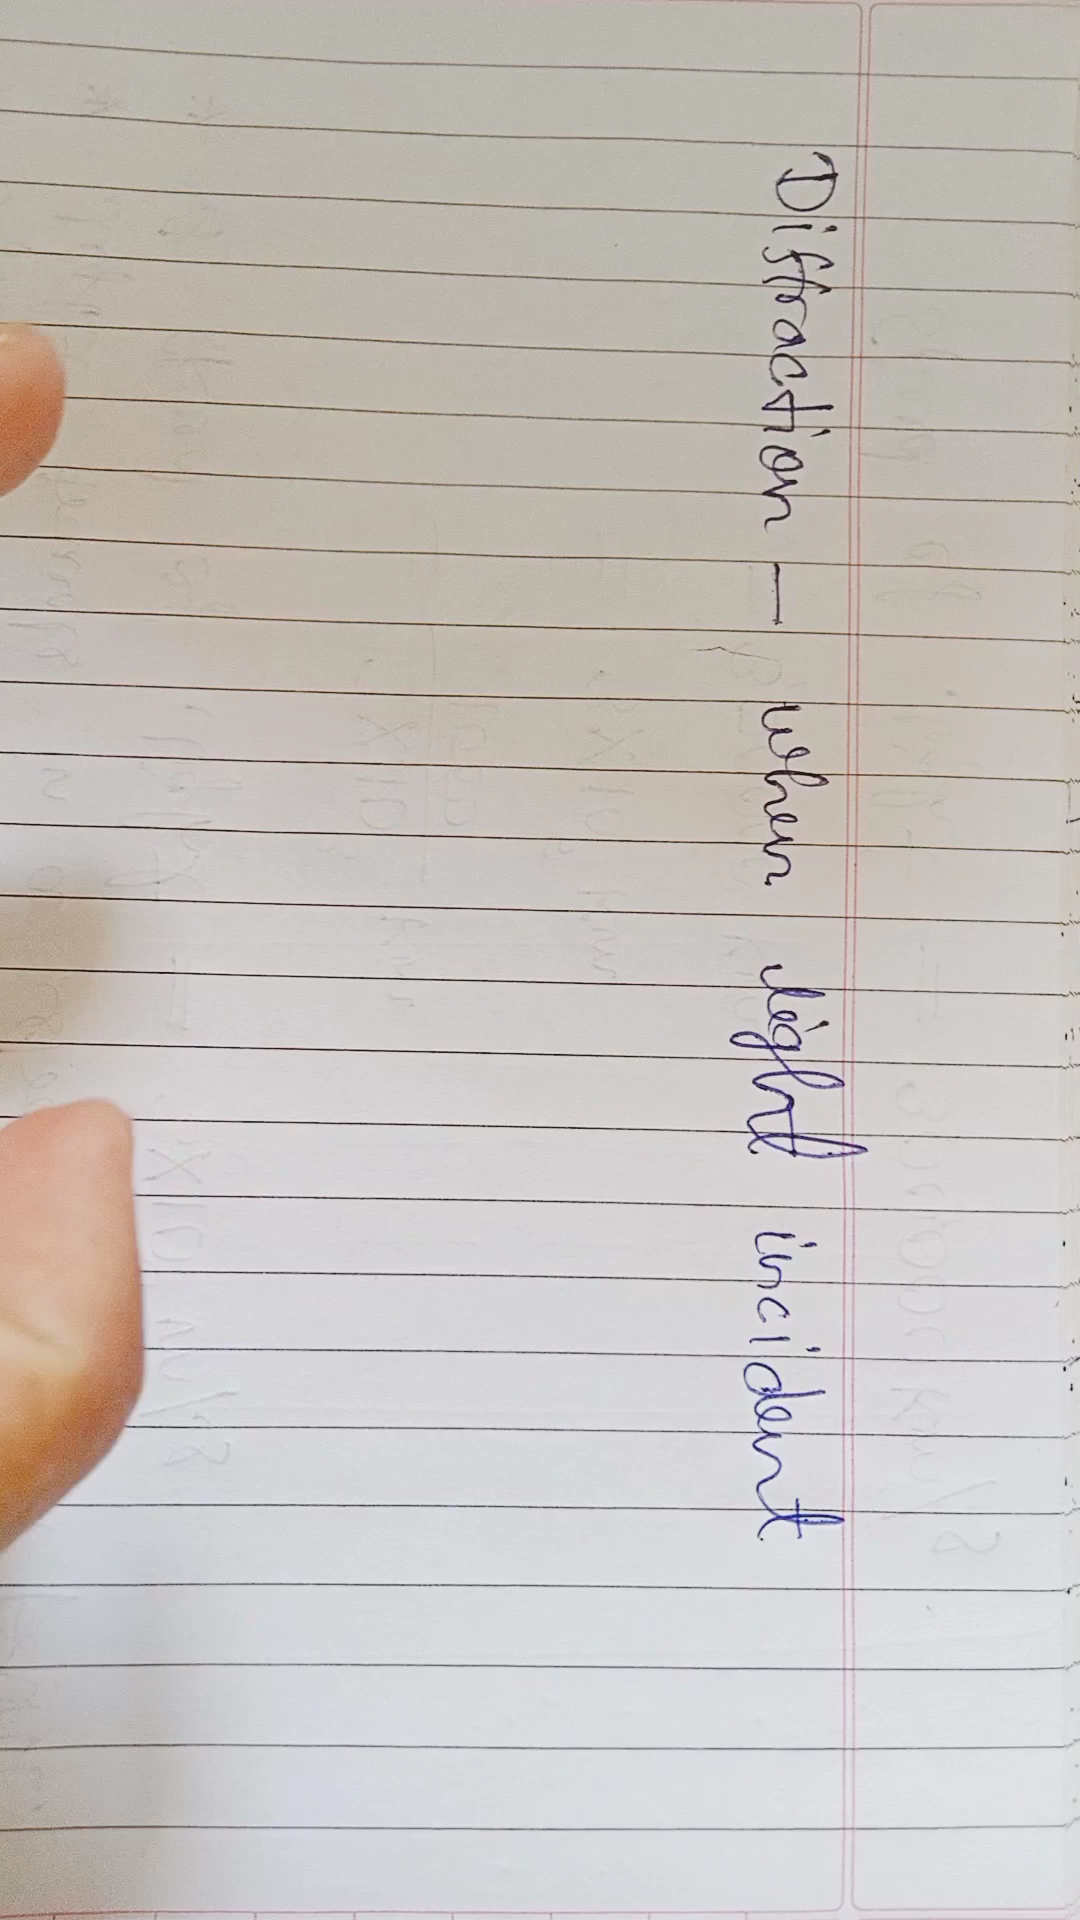 Diffraction — when light incident